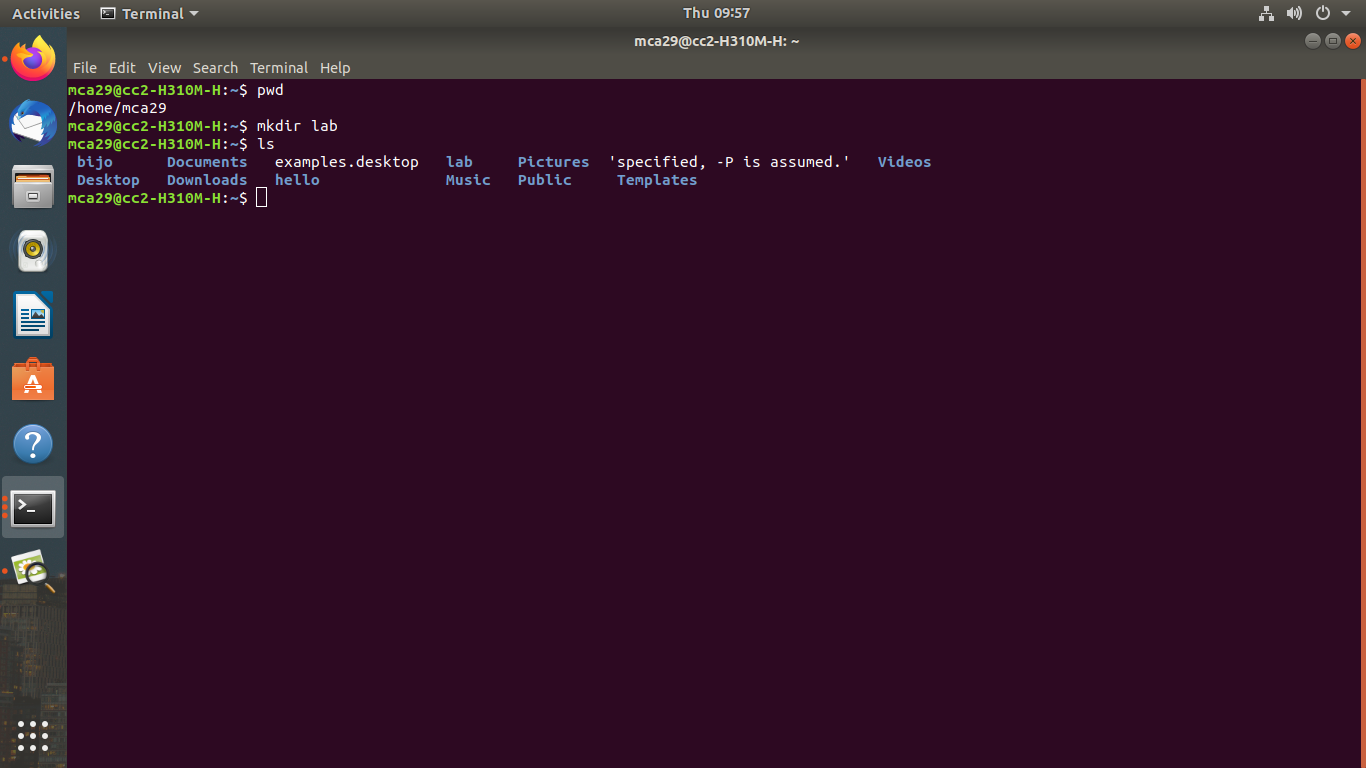 Activities Terminal Thu 09:57
mca29@cc2-H310M-H: ~
File Edit View Search Terminal Help
mca29@cc2-H310M-H:~$ pwd
/home/mca29
mca29@cc2-H310M-H:~$ mkdir lab
mca29@cc2-H310M-H:~$ ls
bijo Documents examples.desktop lab Pictures 'specified, -P is assumed.' Videos
Desktop Downloads hello Music Public Templates
mca29@cc2-H310M-H:~$